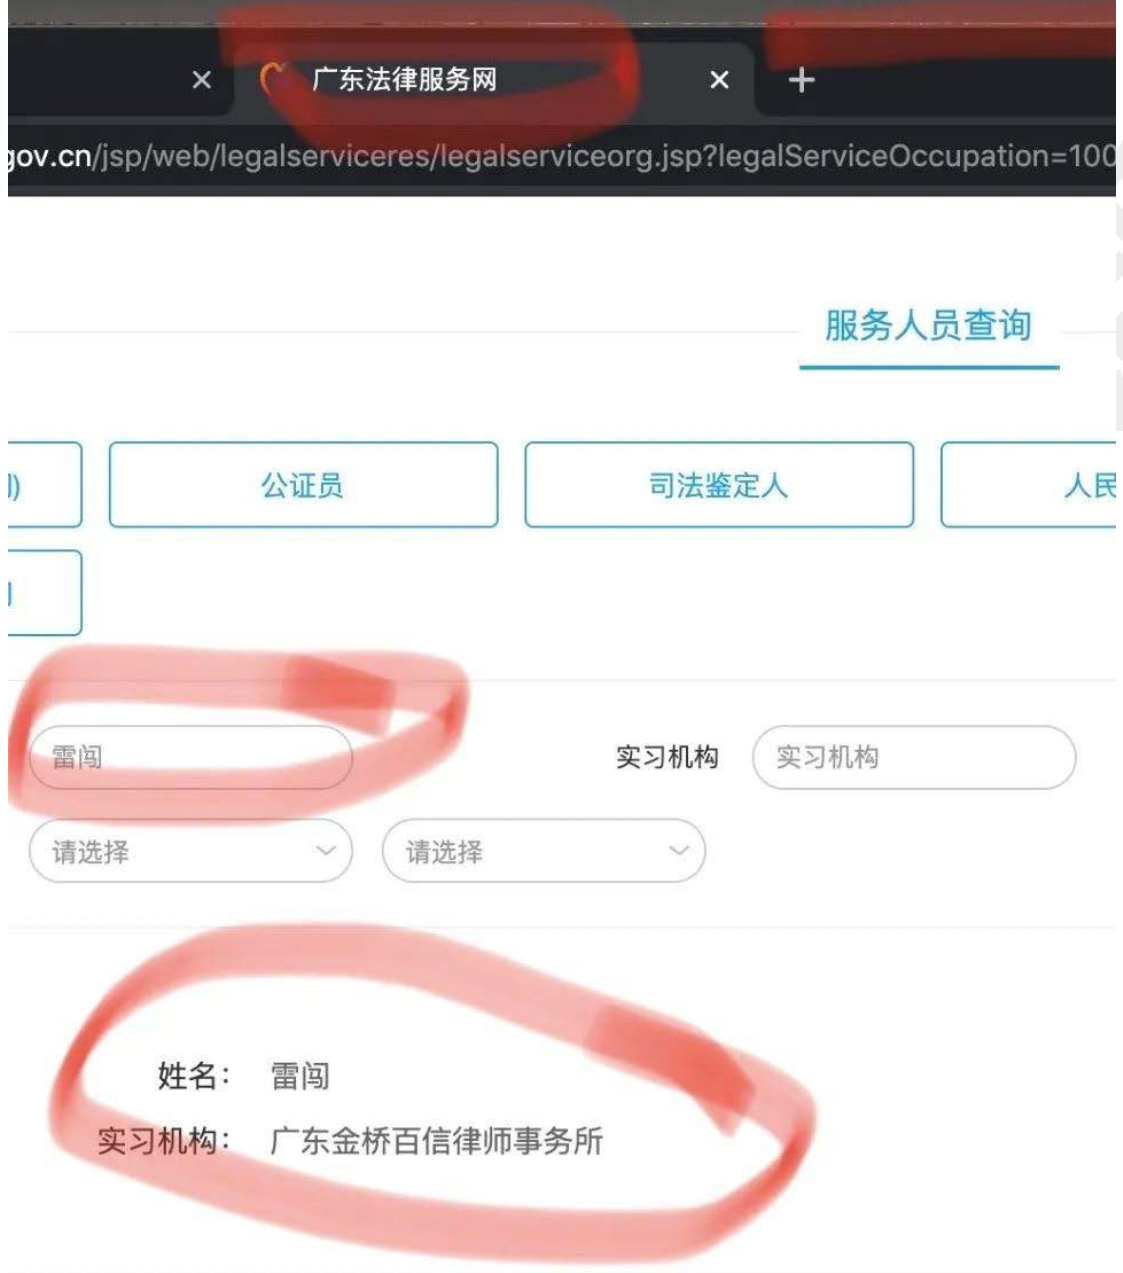 广东法律服务网
gov.cn/jsp/web/legalserviceres/legalserviceorg.jsp?legalServiceOccupation=100
服务人员查询
公证员 司法鉴定人 人民
雷闯 实习机构 实习机构
请选择 请选择
姓名: 雷闯
实习机构: 广东金桥百信律师事务所